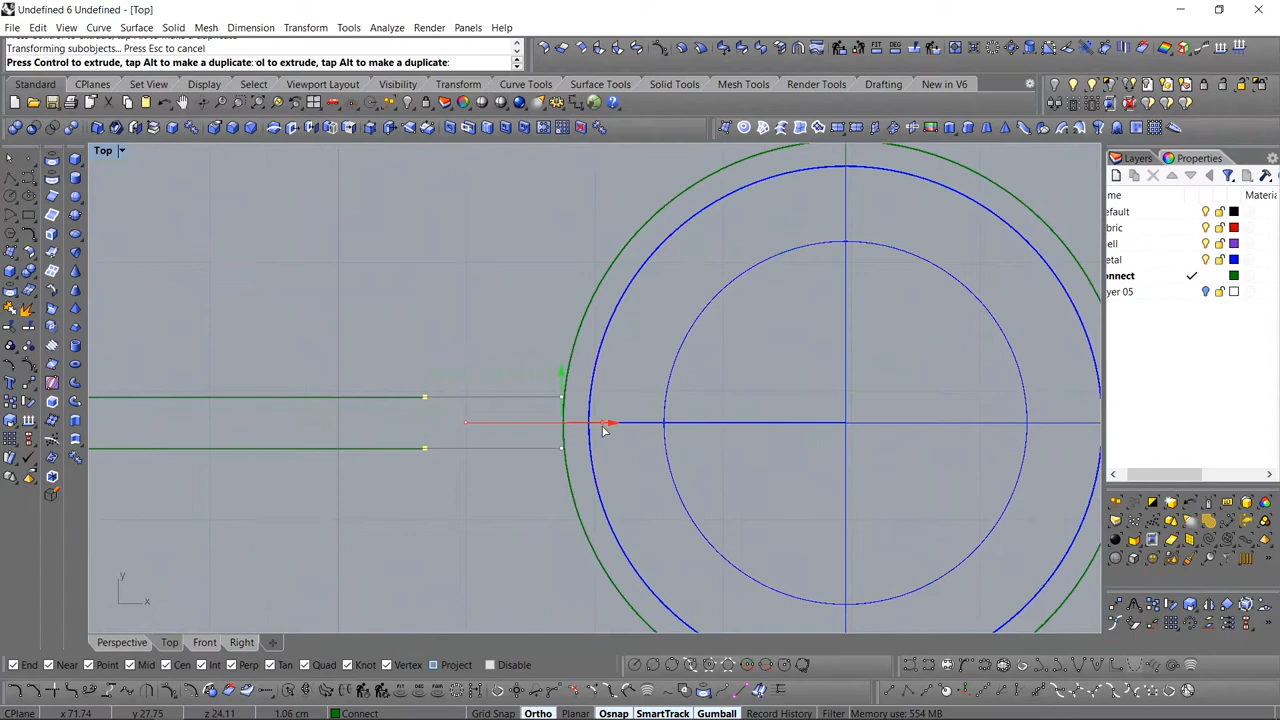 Undefined 6 Undefined - [Top]
File Edit View Curve Surface Solid Mesh Dimension Transform Tools Analyze Render Panels Help
Transforming subobjects... Press Esc to cancel
Press Control to extrude, tap Alt to make a duplicate: ol to extrude, tap Alt to make a duplicate:
Standard CPlanes Set View Display Select Viewport Layout Visibility Transform Curve Tools Surface Tools Solid Tools Mesh Tools Render Tools Drafting New in V6
Top
Layers Properties
me Materia
efault
bric
ell
etal
nnect
yer 05
y
x
Perspective Top Front Right
End Near Point Mid Cen Int Perp Tan Quad Knot Vertex Project Disable
CPlane x 71.74 y 27.75 z 24.11 1.06 cm Connect Grid Snap Ortho Planar Osnap SmartTrack Gumball Record History Filter Memory use: 554 MB